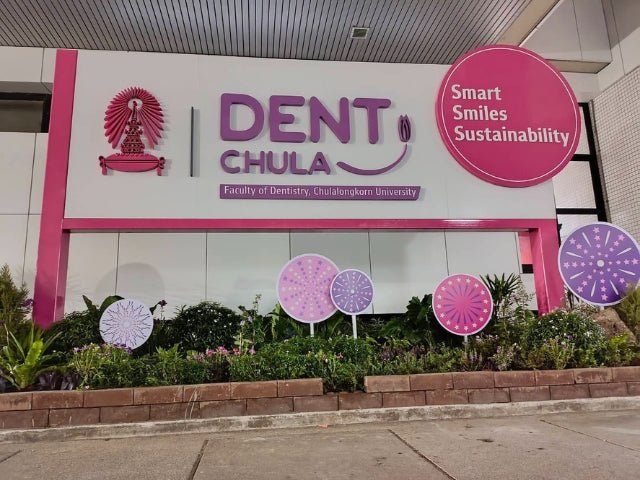 DENT
CHULA
Faculty of Dentistry, Chulalongkorn University
Smart
Smiles
Sustainability